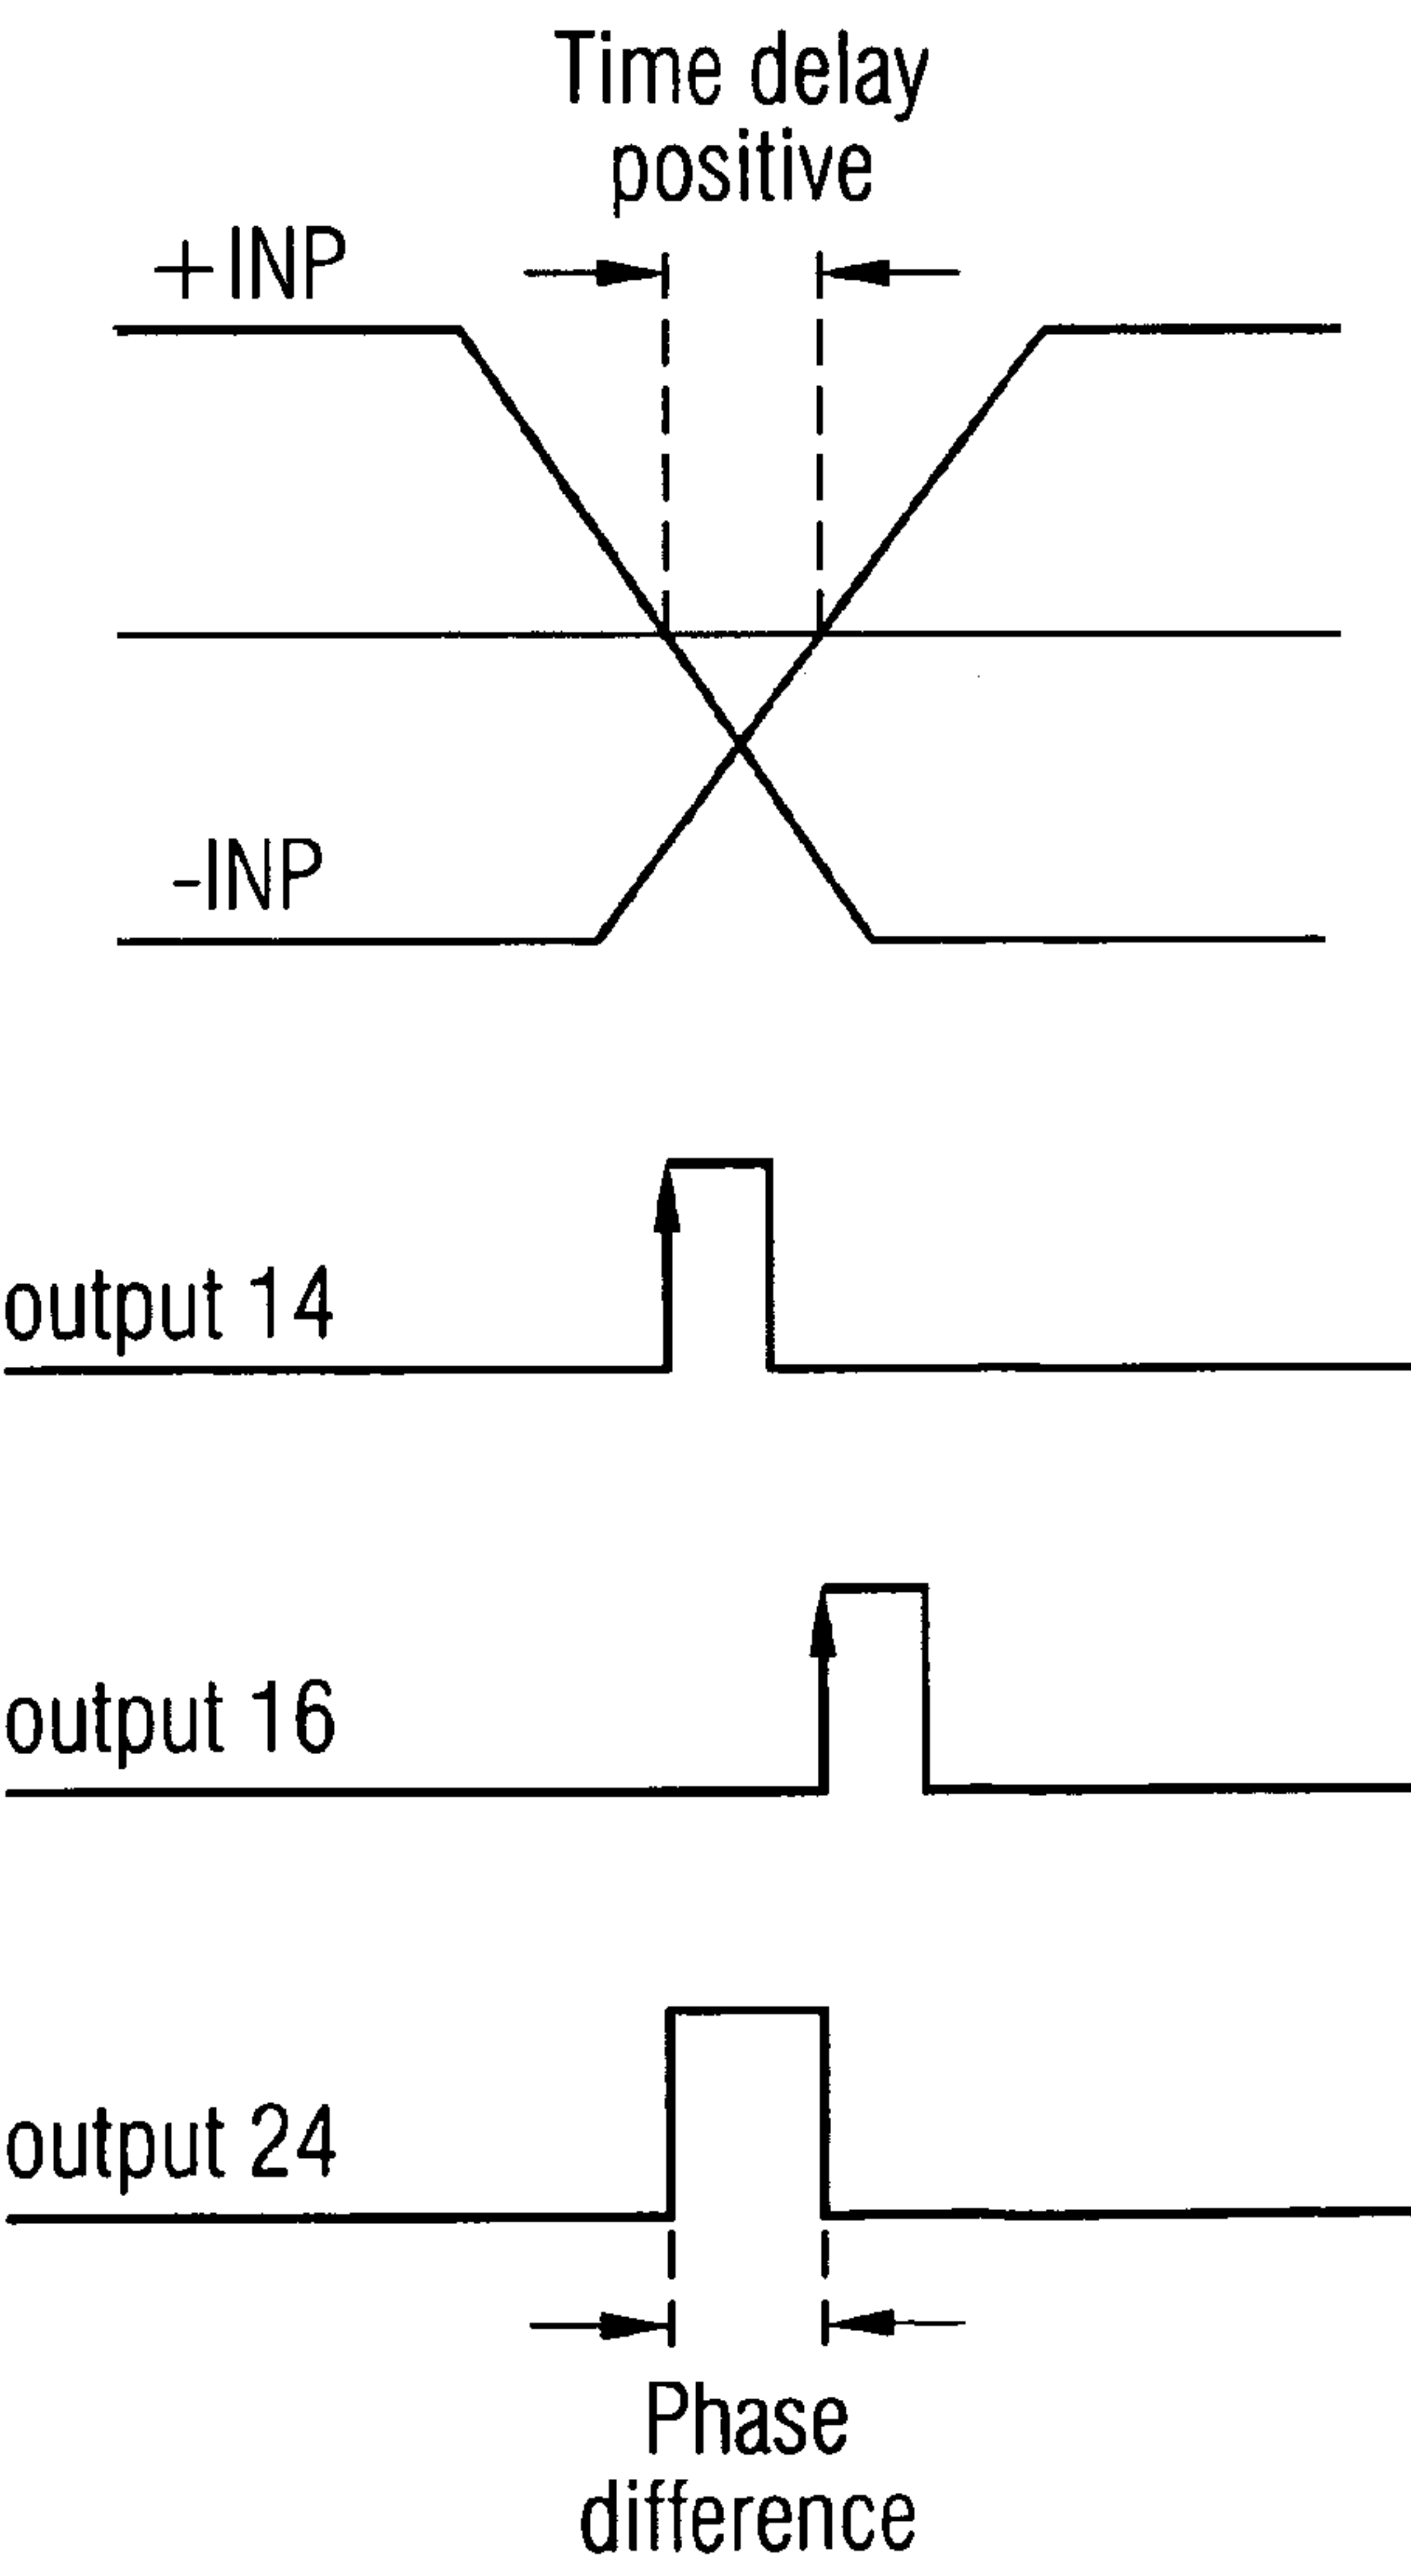 Time delay
positive
+INP
-INP
output 14
output 16
output 24
Phase
difference